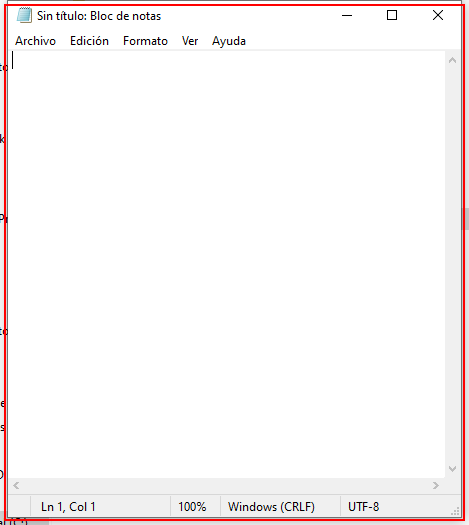 Sin título: Bloc de notas
Archivo Edición Formato Ver Ayuda
Ln 1, Col 1 100% Windows (CRLF) UTF-8